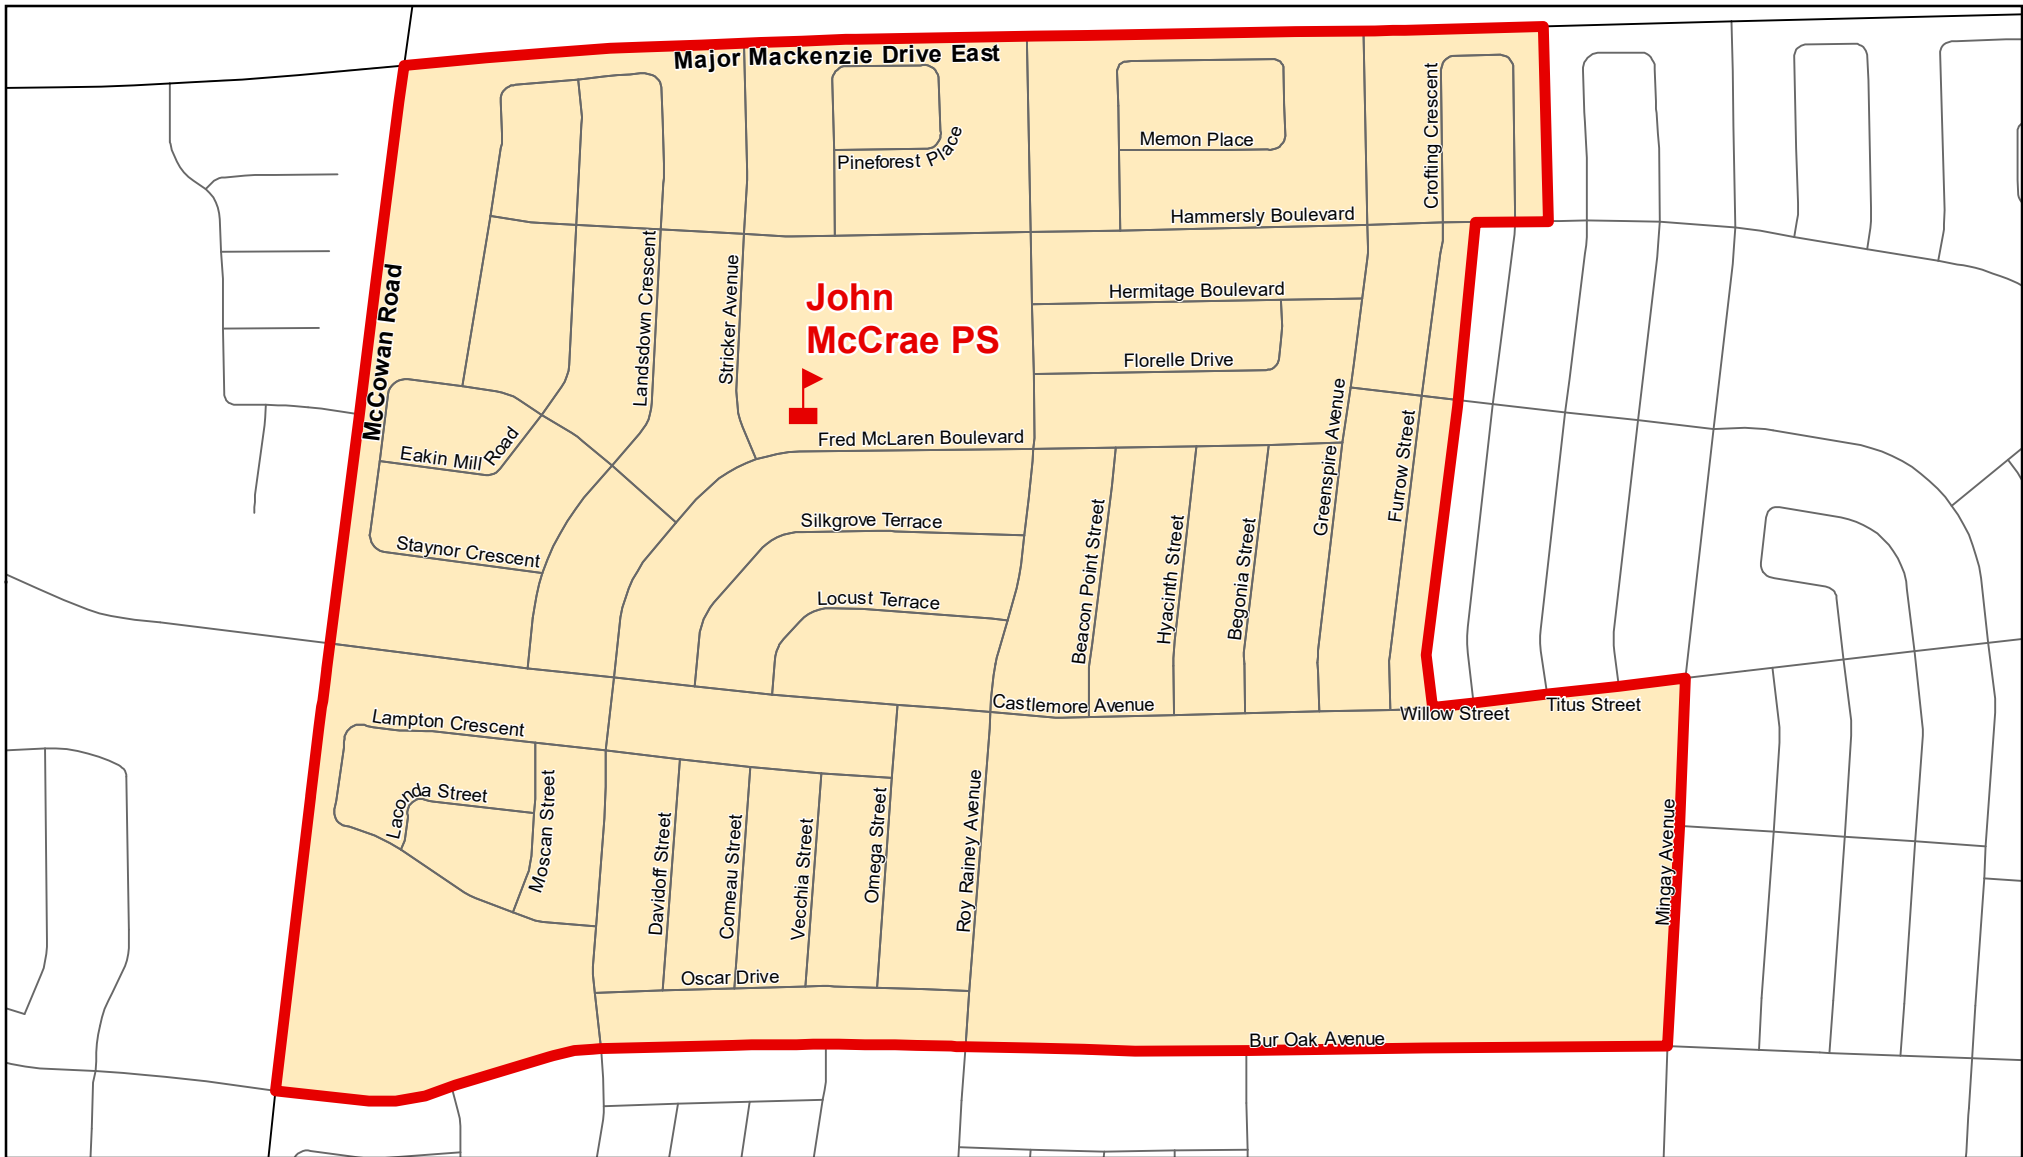 Major Mackenzie Drive East
Crofting Crescent
Pineforest Place
Memon Place
Hammersly Boulevard
McCowan Road
Landsdown Crescent
Stricker Avenue
John
McCrae PS
Hermitage Boulevard
Florelle Drive
Greenspire Avenue
Furrow Street
Eakin Mill Road
Fred McLaren Boulevard
Staynor Crescent
Silkgrove Terrace
Beacon Point Street
Hyacinth Street
Begonia Street
Locust Terrace
Castlemore Avenue
Willow Street
Titus Street
Lampton Crescent
Laconda Street
Moscan Street
Davidoff Street
Comeau Street
Vecchia Street
Omega Street
Roy Rainey Avenue
Mingay Avenue
Oscar Drive
Bur Oak Avenue